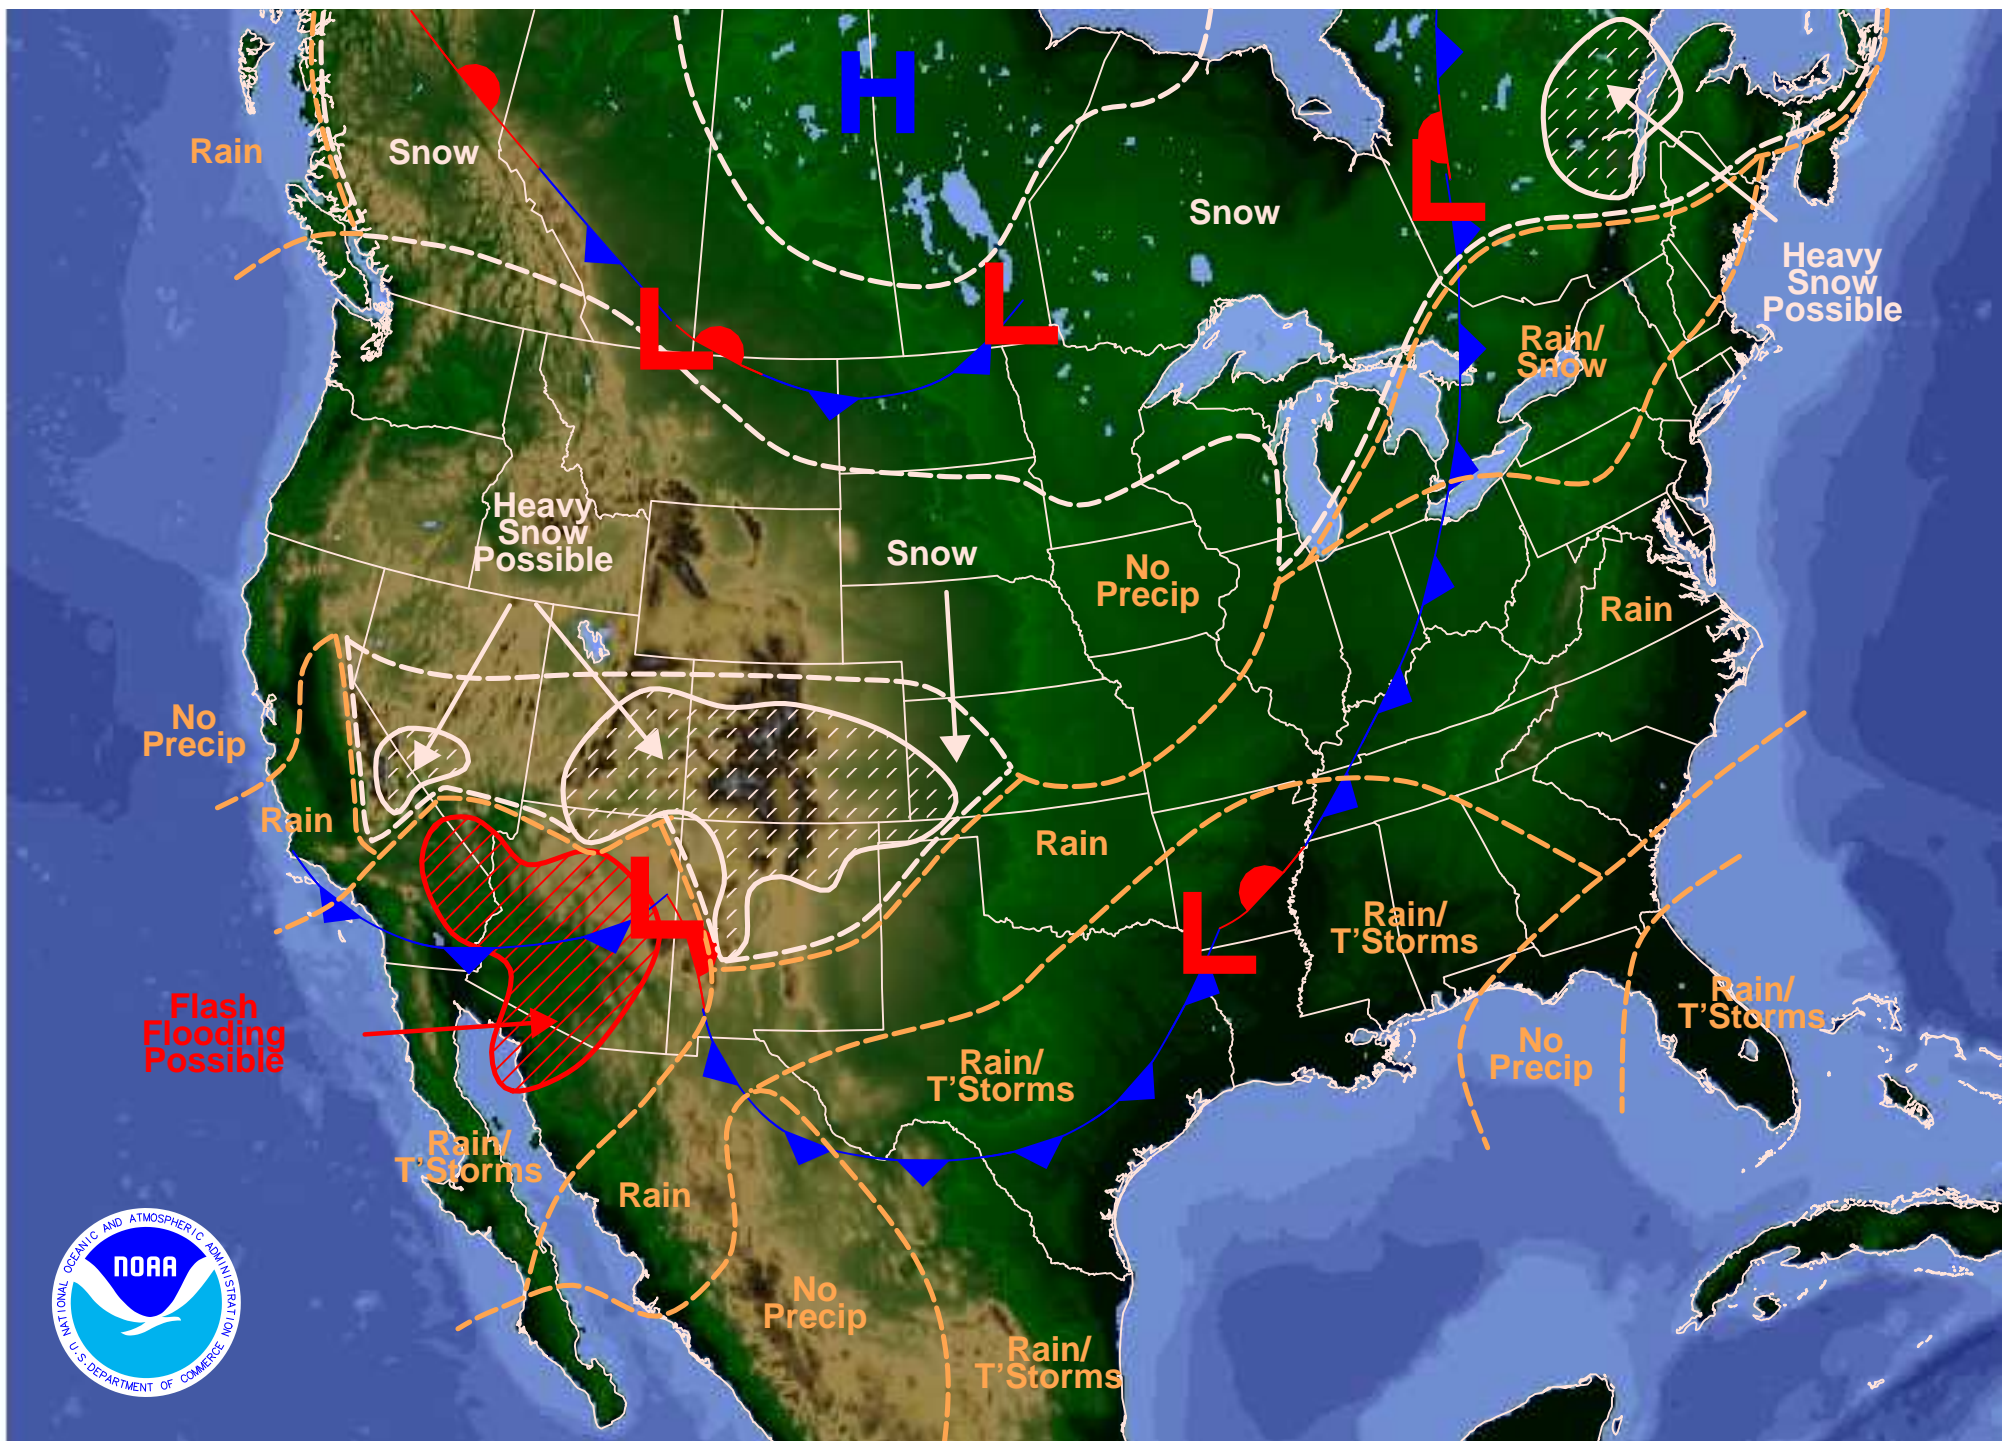 H
Rain
Snow
L
Snow
Heavy
Snow
Possible
L
L
Rain/
Snow
Heavy
Snow
Possible
Snow
No
Precip
Rain
No
Precip
Rain
Rain
L
L
Rain/
T'Storms
Flash
Flooding
Possible
Rain/
T'Storms
No
Precip
Rain/
T'Storms
Rain/
T'Storms
Rain
No
Precip
Rain/
T'Storms
NATIONAL OCEANIC AND ATMOSPHERIC ADMINISTRATION
NOAA
U.S. DEPARTMENT OF COMMERCE